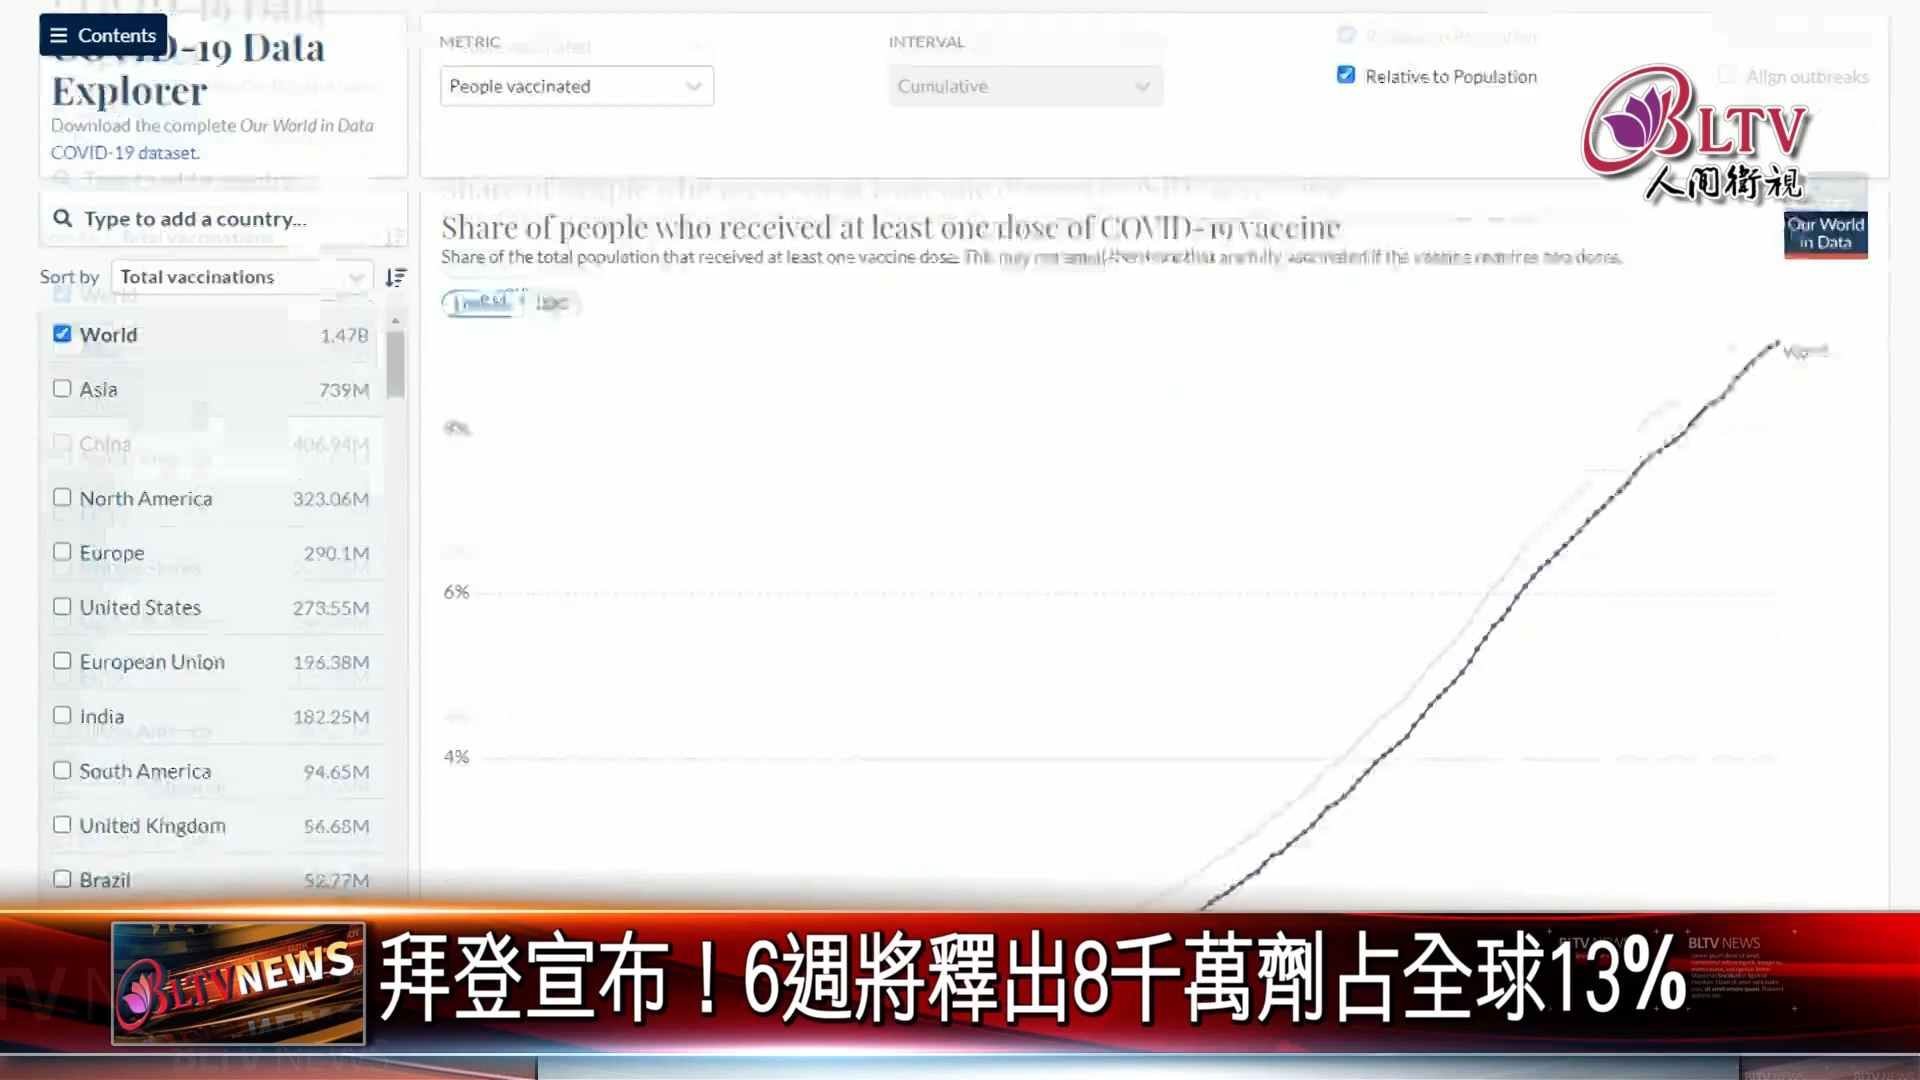 Contents
COVID-19 Data
Explorer
Download the complete Our World in Data
COVID-19 dataset.
METRIC
People vaccinated
INTERVAL
Cumulative
Relative to Population
Align outbreaks
BLTV
人間衛視
Type to add a country...
Sort by
Total vaccinations
World 1.47B
Asia 739M
China 406.94M
North America 323.06M
Europe 290.1M
United States 273.55M
European Union 196.38M
India 182.25M
South America 94.65M
United Kingdom 56.68M
Brazil 52.77M
Share of people who received at least one dose of COVID-19 vaccine
Share of the total population that received at least one vaccine dose.
Our World
in Data
6%
4%
BLTVNEWS
拜登宣布！6週將釋出8千萬劑 占全球13%
BLTV NEWS